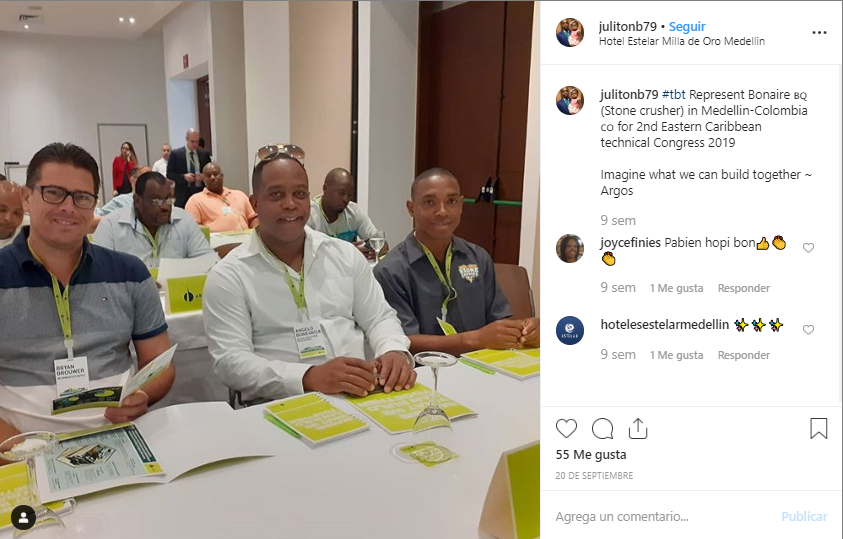 julitonb79 • Seguir
Hotel Estelar Milla de Oro Medellín
julitonb79 #tbt Represent Bonaire BQ
(Stone crusher) in Medellin-Colombia
co for 2nd Eastern Caribbean
technical Congress 2019
Imagine what we can build together ~
Argos
9 sem
joycefinies Pabien hopi bon👍👏
👏
9 sem 1 Me gusta Responder
hotelesestelarmedellin ✨✨✨
9 sem 1 Me gusta Responder
ESTELAR
BRYAN
BROUWER
ANGELO
STONE
55 Me gusta
20 DE SEPTIEMBRE
Agrega un comentario... Publicar